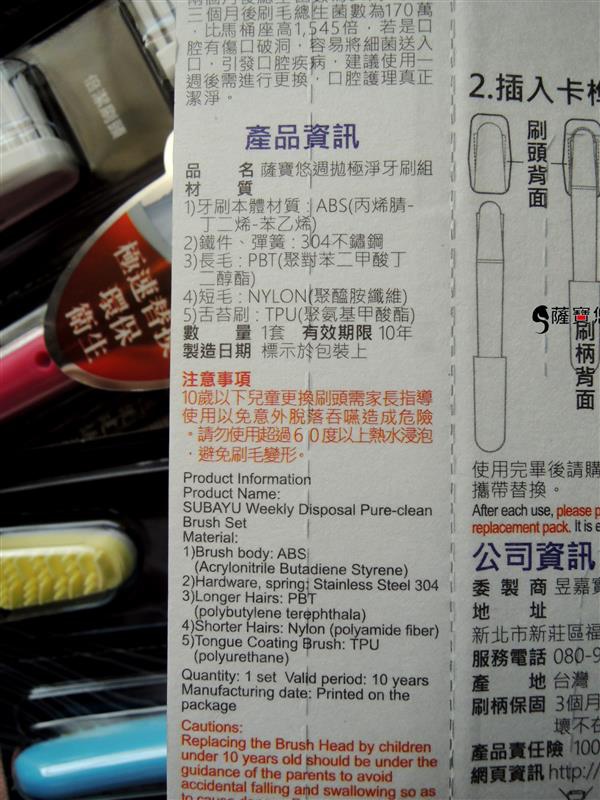 三個月後刷毛總生菌數為170萬
，比馬桶座高1,545倍，若是口
腔有傷口破洞，容易將細菌送入
口，引發口腔疾病，建議使用一
週後需進行更換，口腔護理真正
潔淨。
產品資訊
品名 薩寶悠週拋極淨牙刷組
材質
1)牙刷本體材質：ABS(丙烯腈-
丁二烯-苯乙烯)
2)鐵件、彈簧：304不鏽鋼
3)長毛：PBT(聚對苯二甲酸丁
二醇酯)
4)短毛：NYLON(聚醯胺纖維)
5)舌苔刷：TPU(聚氨基甲酸酯)
數量 1套 有效期限 10年
製造日期 標示於包裝上
注意事項
10歲以下兒童更換刷頭需家長指導
使用以免意外脫落吞嚥造成危險
。請勿使用超過60度以上熱水浸泡
，避免刷毛變形。
Product Information
Product Name:
SUBAYU Weekly Disposal Pure-clean
Brush Set
Material:
1)Brush body: ABS
(Acrylonitrile Butadiene Styrene)
2)Hardware, spring: Stainless Steel 304
3)Longer Hairs: PBT
(polybutylene terephthala)
4)Shorter Hairs: Nylon (polyamide fiber)
5)Tongue Coating Brush: TPU
(polyurethane)
Quantity: 1 set Valid period: 10 years
Manufacturing date: Printed on the
package
Cautions:
Replacing the Brush Head by children
under 10 years old should be under the
guidance of the parents to avoid
accidental falling and swallowing so as
2.插入卡榫
刷頭背面
薩寶悠
刷柄背面
使用完畢後請購
攜帶替換。
After each use, please p
replacement pack. It is e
公司資訊
委製商 昱嘉
地址
新北市新莊區福
服務電話 080-9
產地 台灣
刷柄保固 3個月
壞不在
產品責任險 100
網頁資訊 http://
極速替換
環保
衛生